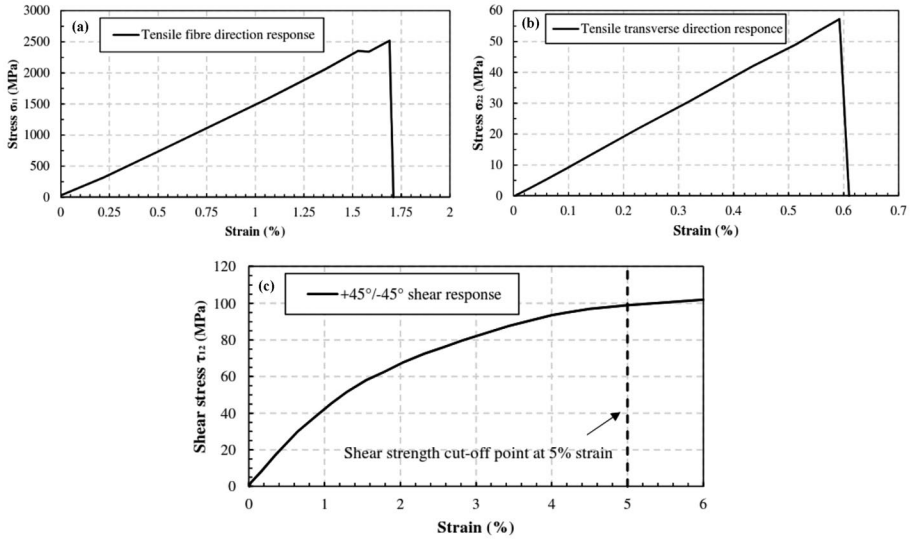 (a)
Tensile fibre direction response
3000
2500
2000
1500
1000
500
0
Stress σ₁₁ (MPa)
0 0.25 0.5 0.75 1 1.25 1.5 1.75 2
Strain (%)
(b)
Tensile transverse direction responce
60
50
40
30
20
10
0
Stress σ₂₂ (MPa)
0 0.1 0.2 0.3 0.4 0.5 0.6 0.7
Strain (%)
(c)
+45°/-45° shear response
120
100
80
60
40
20
0
Shear stress τ₁₂ (MPa)
Shear strength cut-off point at 5% strain
0 1 2 3 4 5 6
Strain (%)